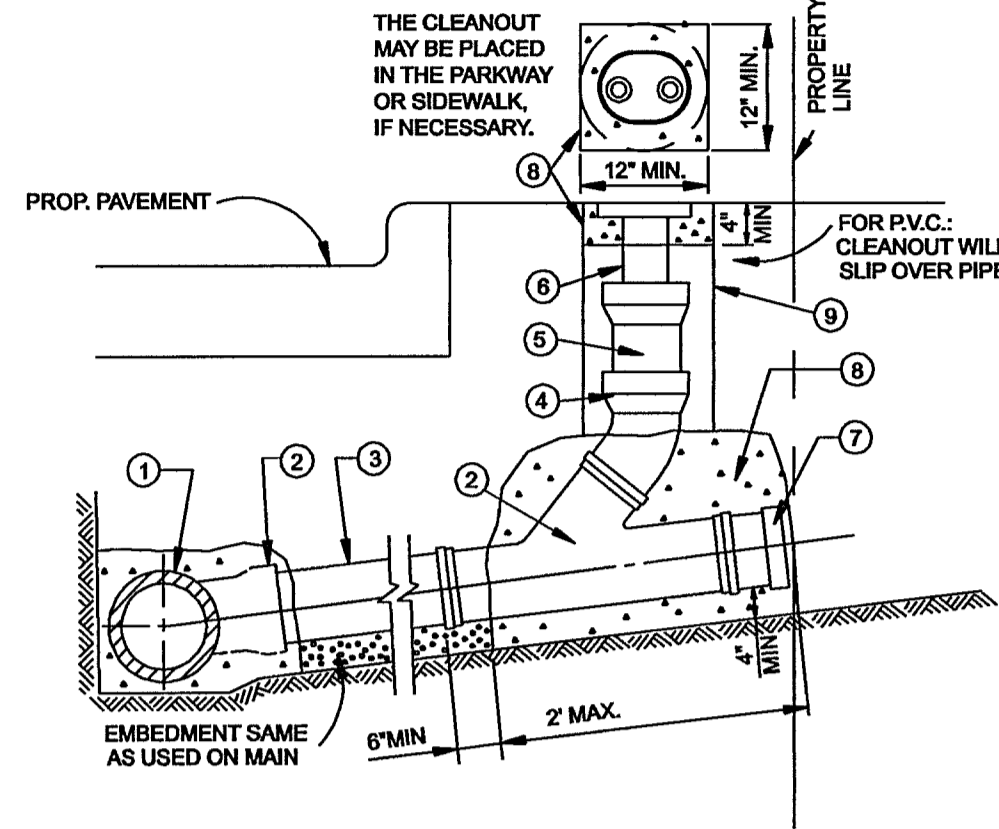 THE CLEANOUT
MAY BE PLACED
IN THE PARKWAY
OR SIDEWALK,
IF NECESSARY.
12" MIN.
PROPERTY
LINE
8
12" MIN.
PROP. PAVEMENT
4"
MIN
FOR P.V.C.:
CLEANOUT WILL
SLIP OVER PIPE
6
9
5
8
4
7
1
2
3
2
4"
MIN
EMBEDMENT SAME
AS USED ON MAIN
6"MIN
2' MAX.